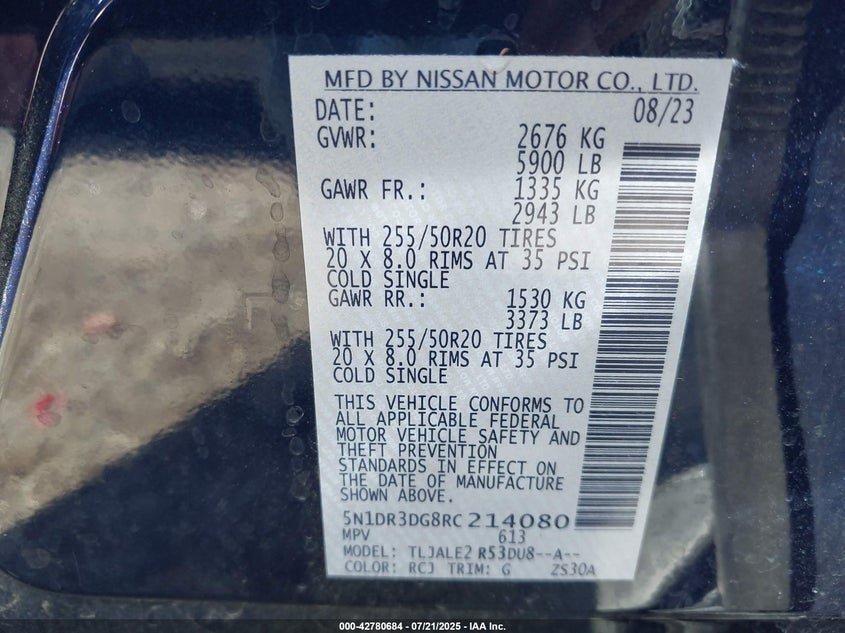 MFD BY NISSAN MOTOR CO., LTD.
DATE: 08/23
GVWR: 2676 KG
5900 LB
GAWR FR.: 1335 KG
2943 LB
WITH 255/50R20 TIRES
20 X 8.0 RIMS AT 35 PSI
COLD SINGLE
GAWR RR.: 1530 KG
3373 LB
WITH 255/50R20 TIRES
20 X 8.0 RIMS AT 35 PSI
COLD SINGLE
THIS VEHICLE CONFORMS TO
ALL APPLICABLE FEDERAL
MOTOR VEHICLE SAFETY AND
THEFT PREVENTION
STANDARDS IN EFFECT ON
THE DATE OF MANUFACTURE
SHOWN ABOVE.
5N1DR3DG8RC214080
MPV 613
MODEL: TLJALE2 R53DU8--A--
COLOR: RCJ TRIM: G 2S30A
000-42780684 - 07/21/2025 - IAA Inc.